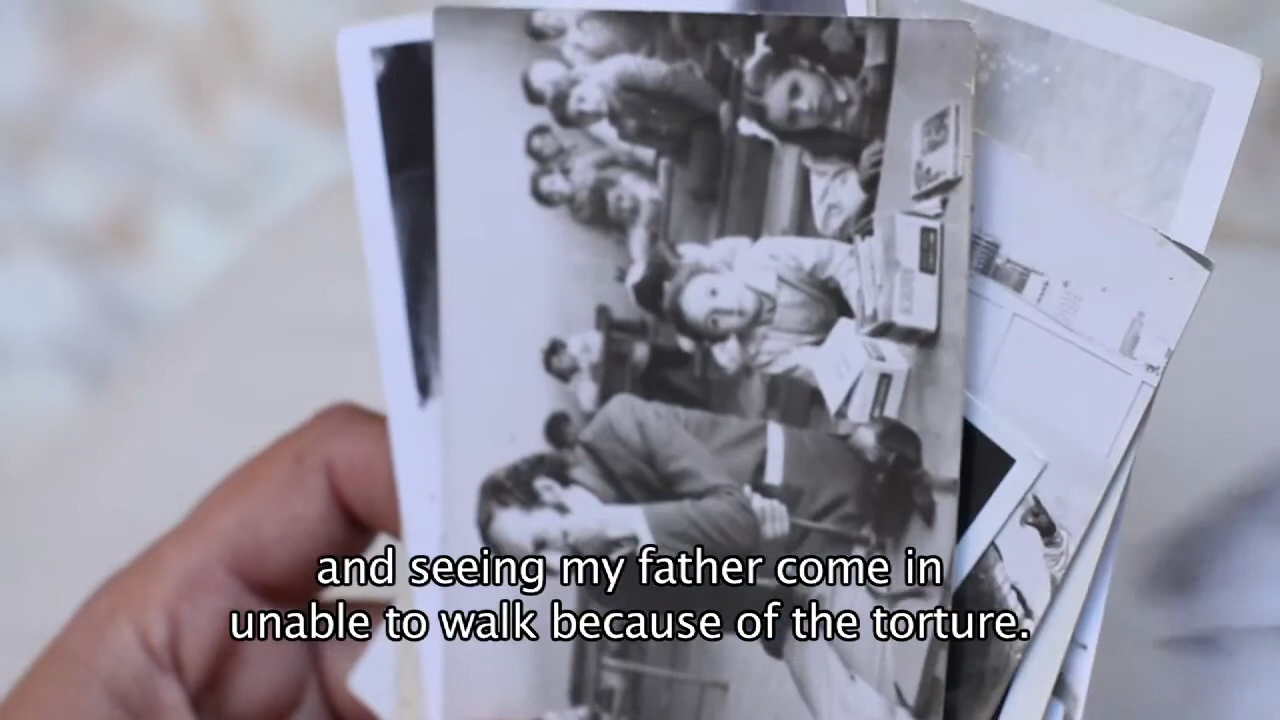 and seeing my father come in
unable to walk because of the torture.